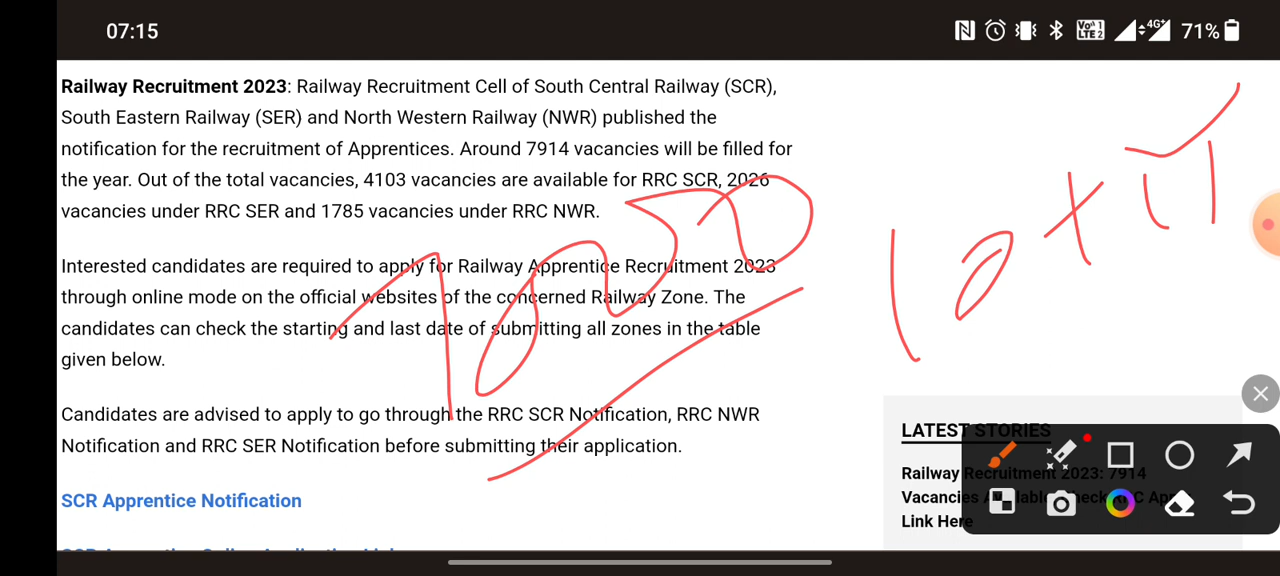 07:15
Vo1 LTE2 4G+ 71%
Railway Recruitment 2023: Railway Recruitment Cell of South Central Railway (SCR),
South Eastern Railway (SER) and North Western Railway (NWR) published the
notification for the recruitment of Apprentices. Around 7914 vacancies will be filled for
the year. Out of the total vacancies, 4103 vacancies are available for RRC SCR, 2026
vacancies under RRC SER and 1785 vacancies under RRC NWR.
Interested candidates are required to apply for Railway Apprentice Recruitment 2023
through online mode on the official websites of the concerned Railway Zone. The
candidates can check the starting and last date of submitting all zones in the table
given below.
Candidates are advised to apply to go through the RRC SCR Notification, RRC NWR
Notification and RRC SER Notification before submitting their application.
SCR Apprentice Notification
LATEST STORIES
Railway Recruitment 2023: 7914
Vacancies
Link Here